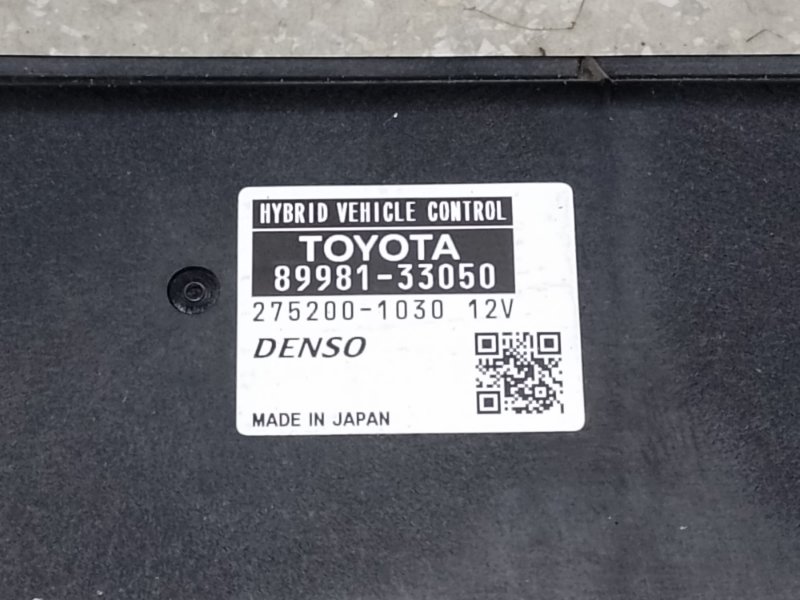 HYBRID VEHICLE CONTROL
TOYOTA
89981-33050
275200-1030 12V
DENSO
MADE IN JAPAN